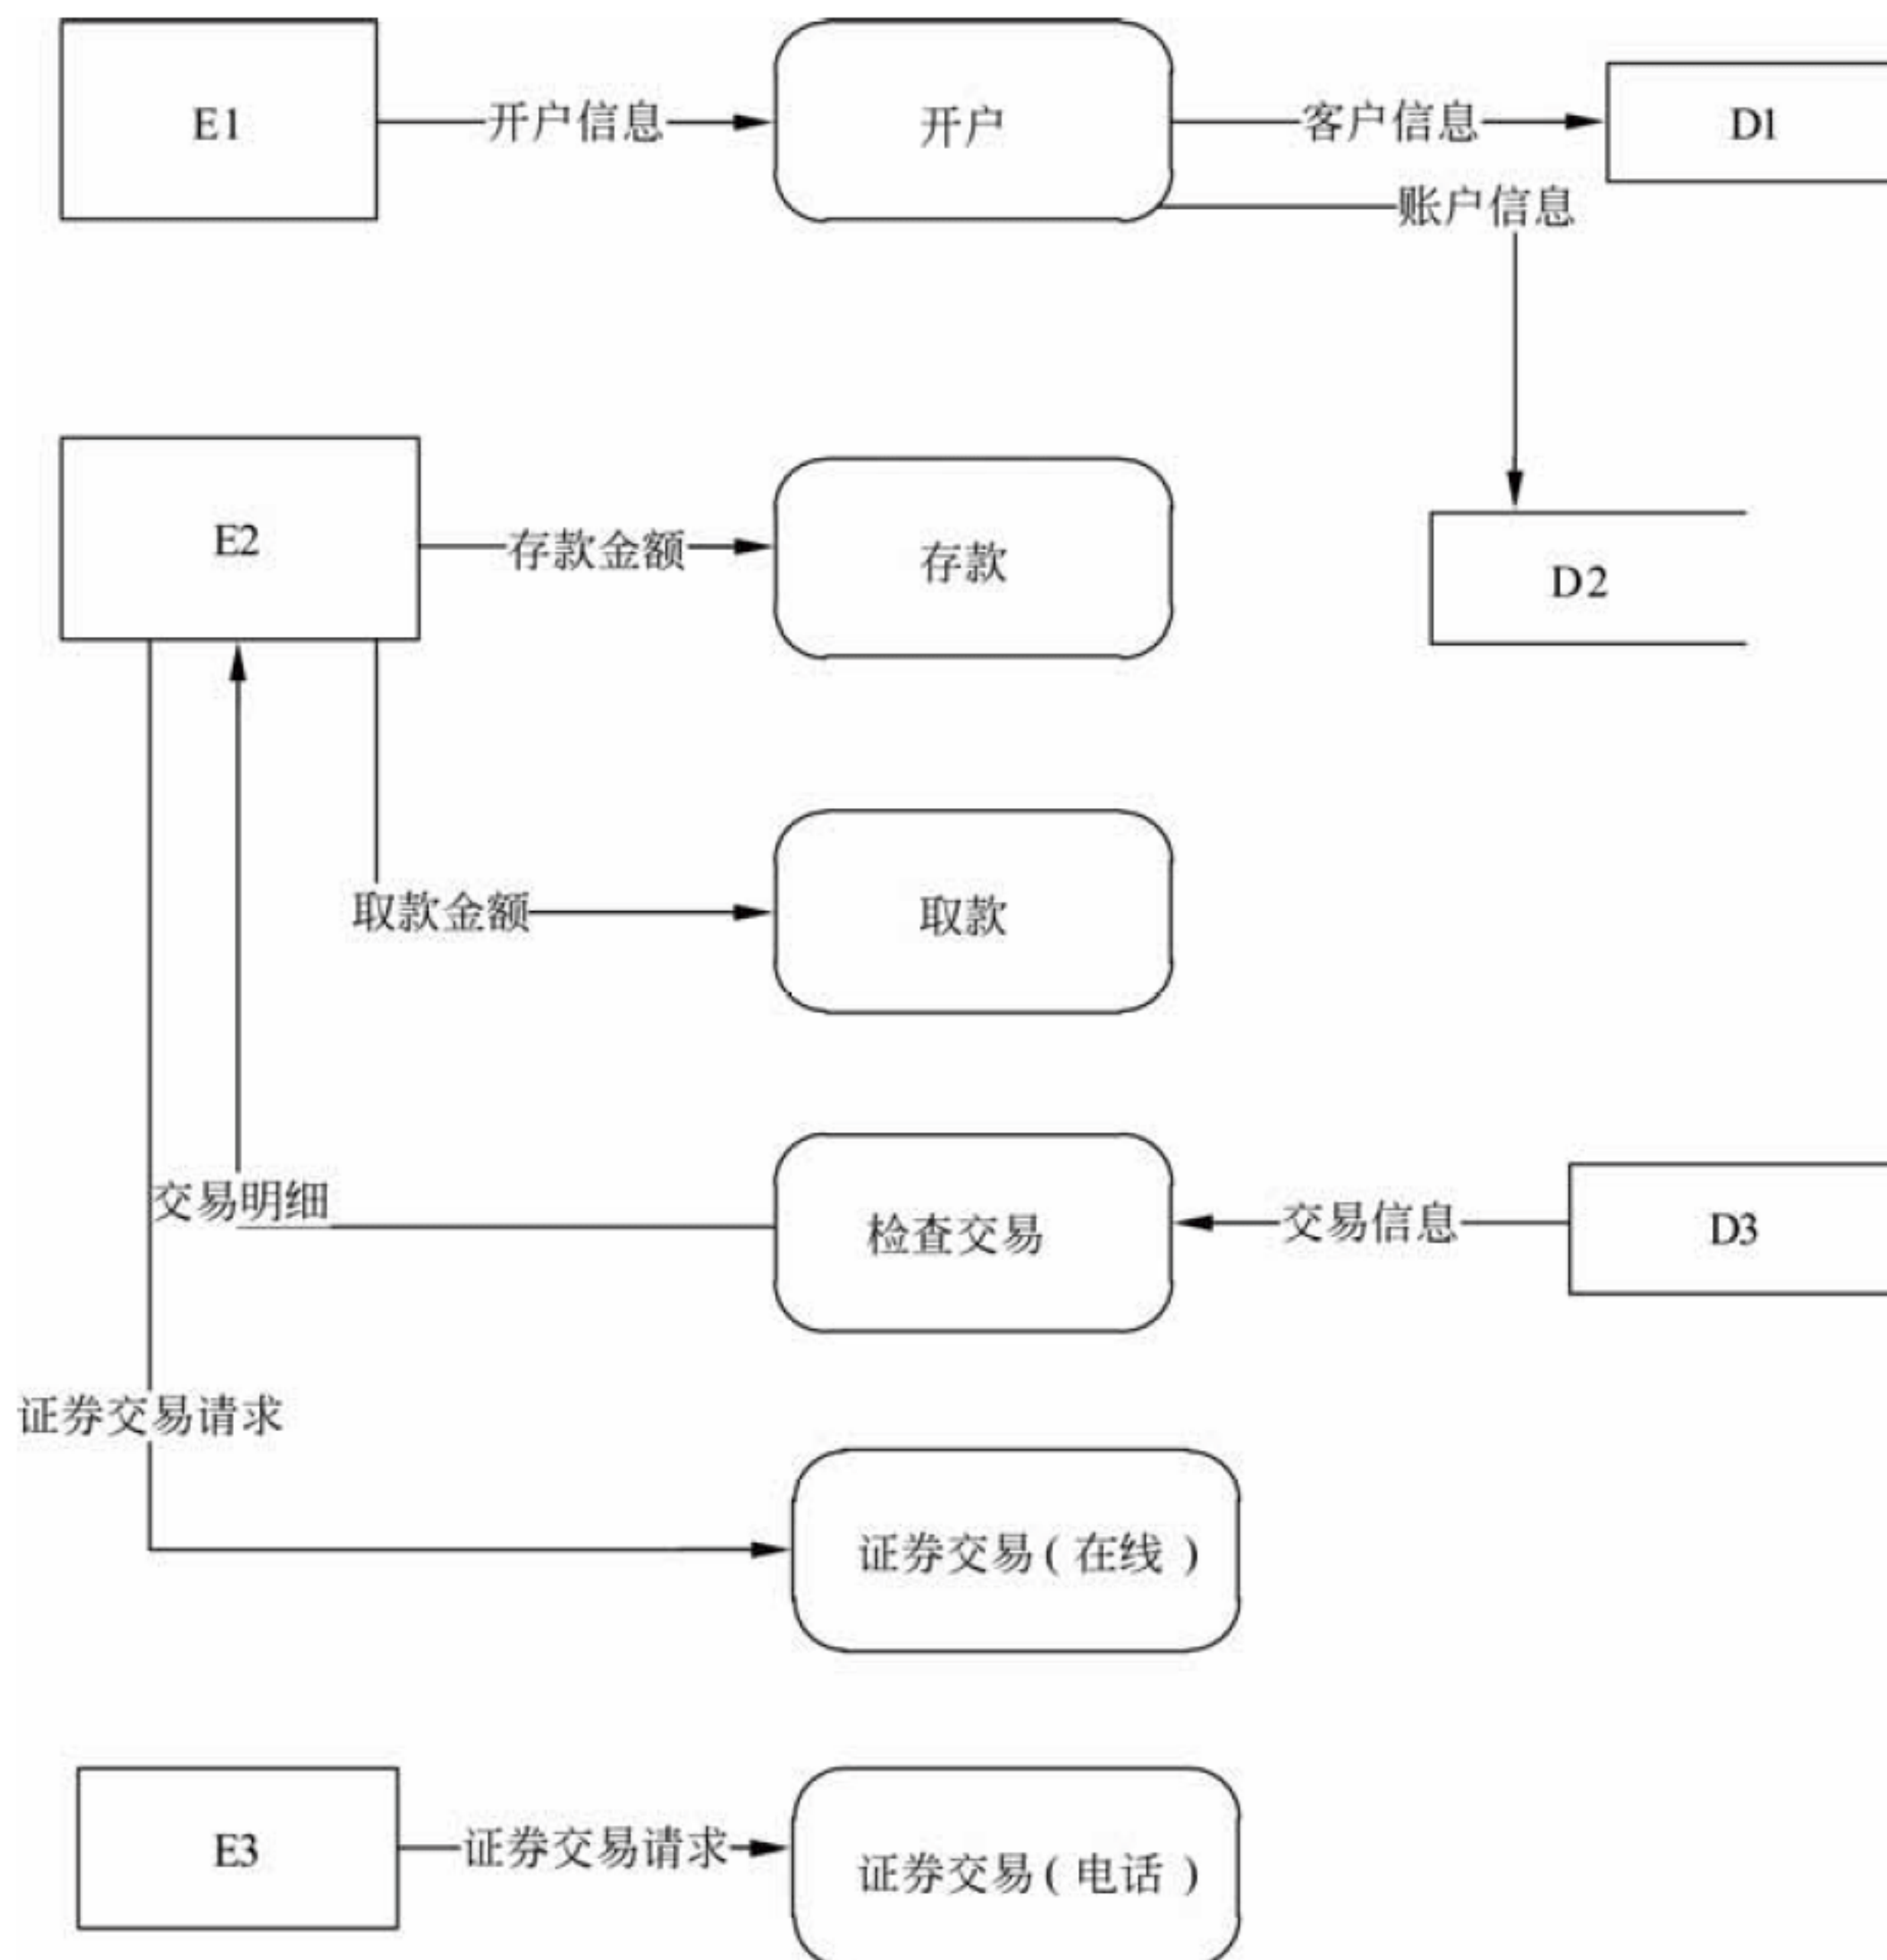 E1
开户信息
开户
客户信息
D1
账户信息
E2
存款金额
存款
D2
取款金额
取款
交易明细
检查交易
交易信息
D3
证券交易请求
证券交易(在线)
E3
证券交易请求
证券交易(电话)